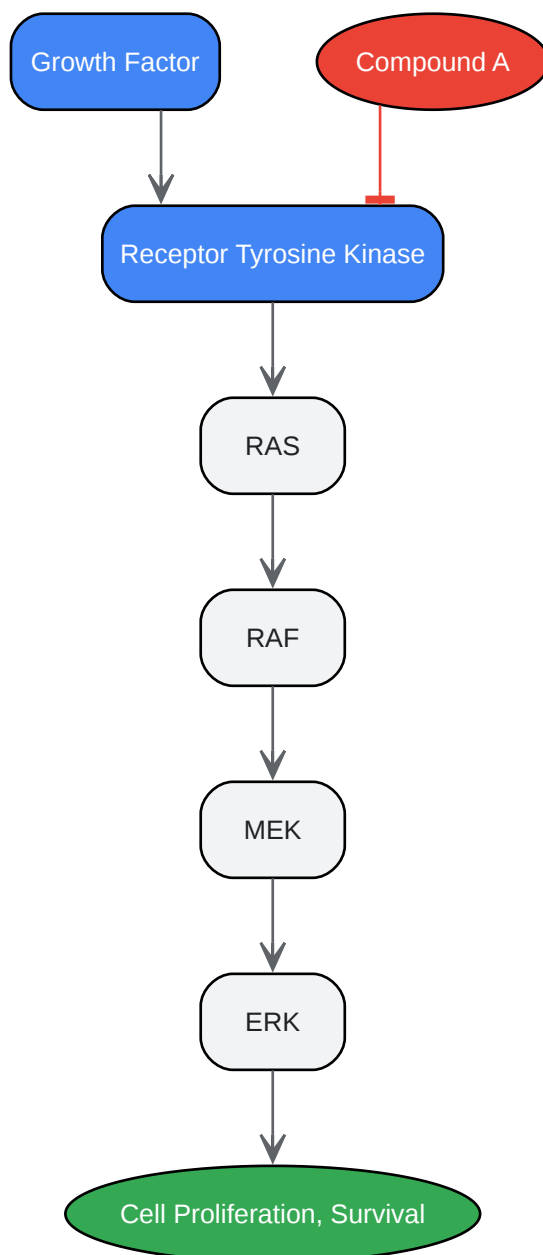 Growth Factor
Compound A
Receptor Tyrosine Kinase
RAS
RAF
MEK
ERK
Cell Proliferation, Survival